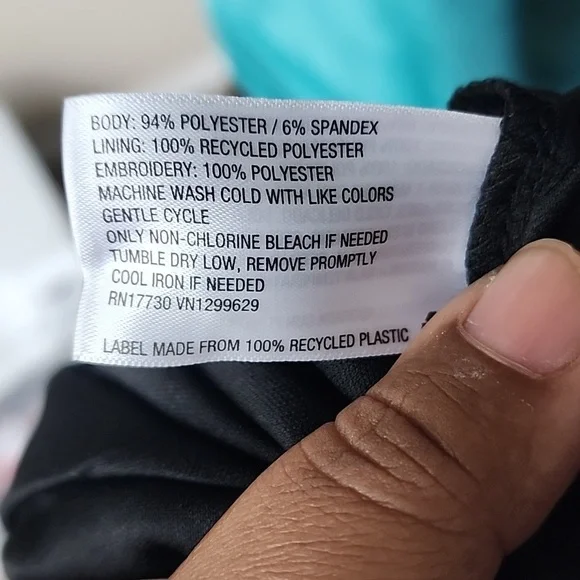 BODY: 94% POLYESTER / 6% SPANDEX
LINING: 100% RECYCLED POLYESTER
EMBROIDERY: 100% POLYESTER
MACHINE WASH COLD WITH LIKE COLORS
GENTLE CYCLE
ONLY NON-CHLORINE BLEACH IF NEEDED
TUMBLE DRY LOW, REMOVE PROMPTLY
COOL IRON IF NEEDED
RN17730 VN1299629
LABEL MADE FROM 100% RECYCLED PLASTIC